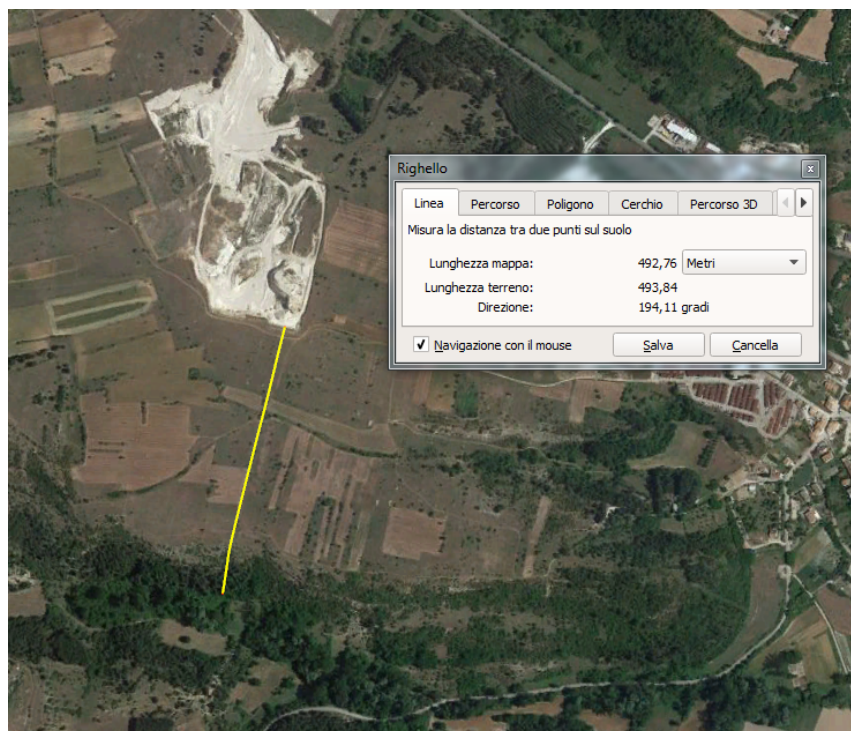 Righello
Linea Percorso Poligono Cerchio Percorso 3D
Misura la distanza tra due punti sul suolo
Lunghezza mappa: 492,76 Metri
Lunghezza terreno: 493,84
Direzione: 194,11 gradi
Navigazione con il mouse Salva Cancella